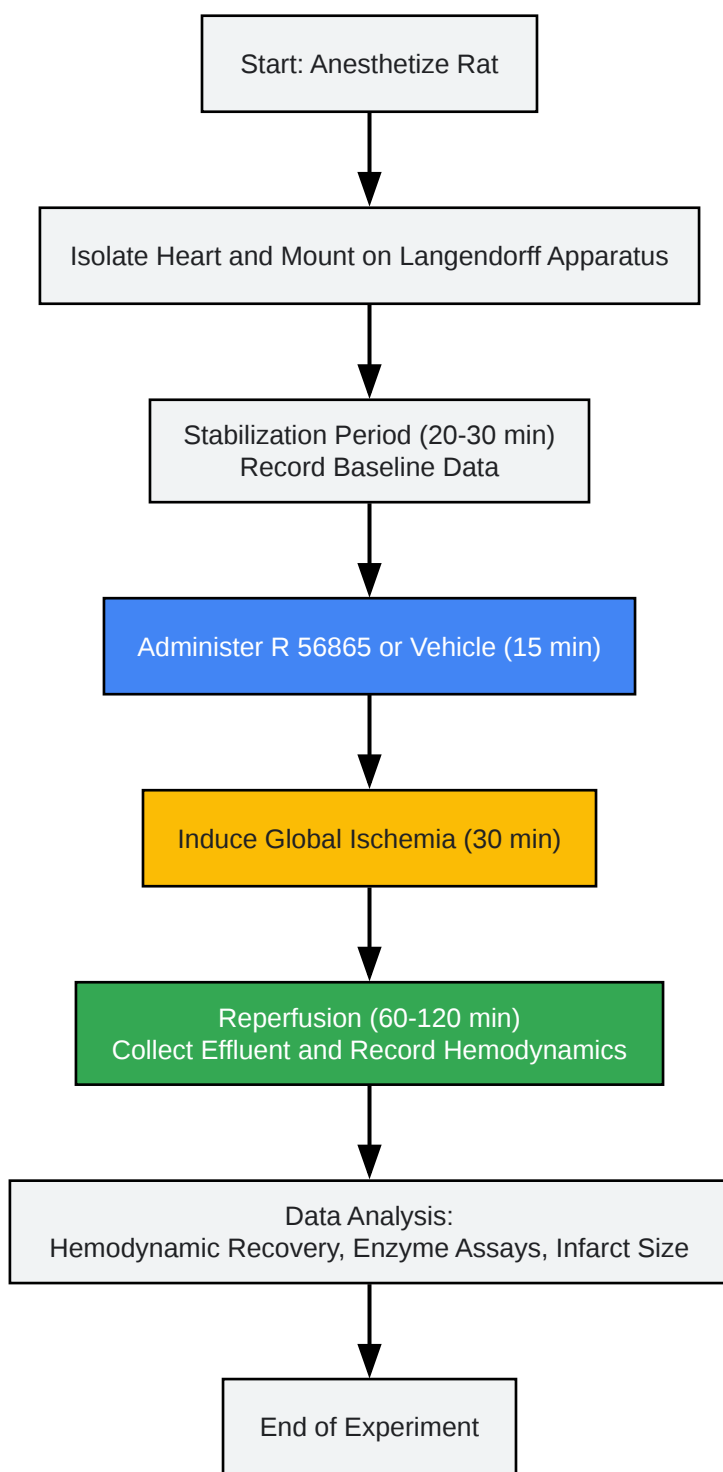 Start: Anesthetize Rat
Isolate Heart and Mount on Langendorff Apparatus
Stabilization Period (20-30 min)
Record Baseline Data
Administer R 56865 or Vehicle (15 min)
Induce Global Ischemia (30 min)
Reperfusion (60-120 min)
Collect Effluent and Record Hemodynamics
Data Analysis:
Hemodynamic Recovery, Enzyme Assays, Infarct Size
End of Experiment